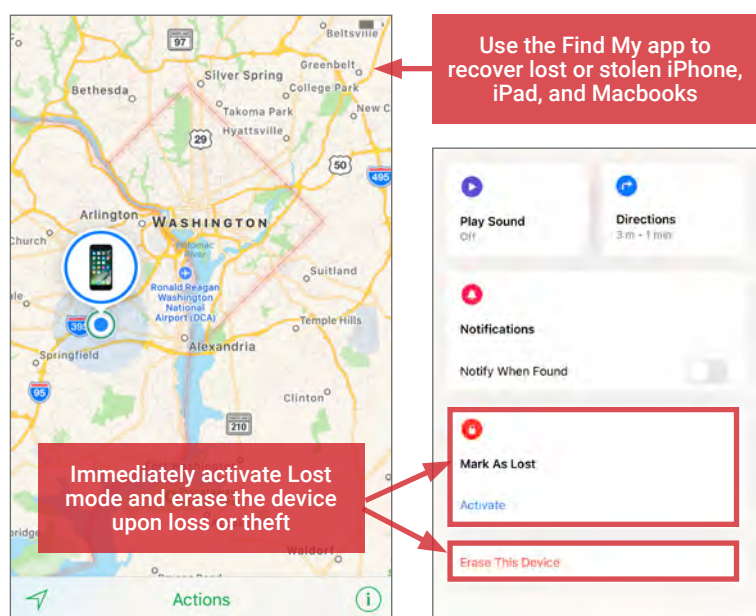 97
Beltsville
Greenbelt
Silver Spring
Bethesda
College Park
Takoma Park
New C
Hyattsville
29
50
495
Arlington
WASHINGTON
Church
Potomac
River
Suitland
Ronald Reagan
Washington
National
Airport (DCA)
395
Temple Hills
Alexandria
Springfield
95
Clinton
210
Immediately activate Lost
mode and erase the device
upon loss or theft
Waldorf
Actions
i
Use the Find My app to
recover lost or stolen iPhone,
iPad, and Macbooks
Play Sound
Off
Directions
3 m • 1 min
Notifications
Notify When Found
Mark As Lost
Activate
Erase This Device